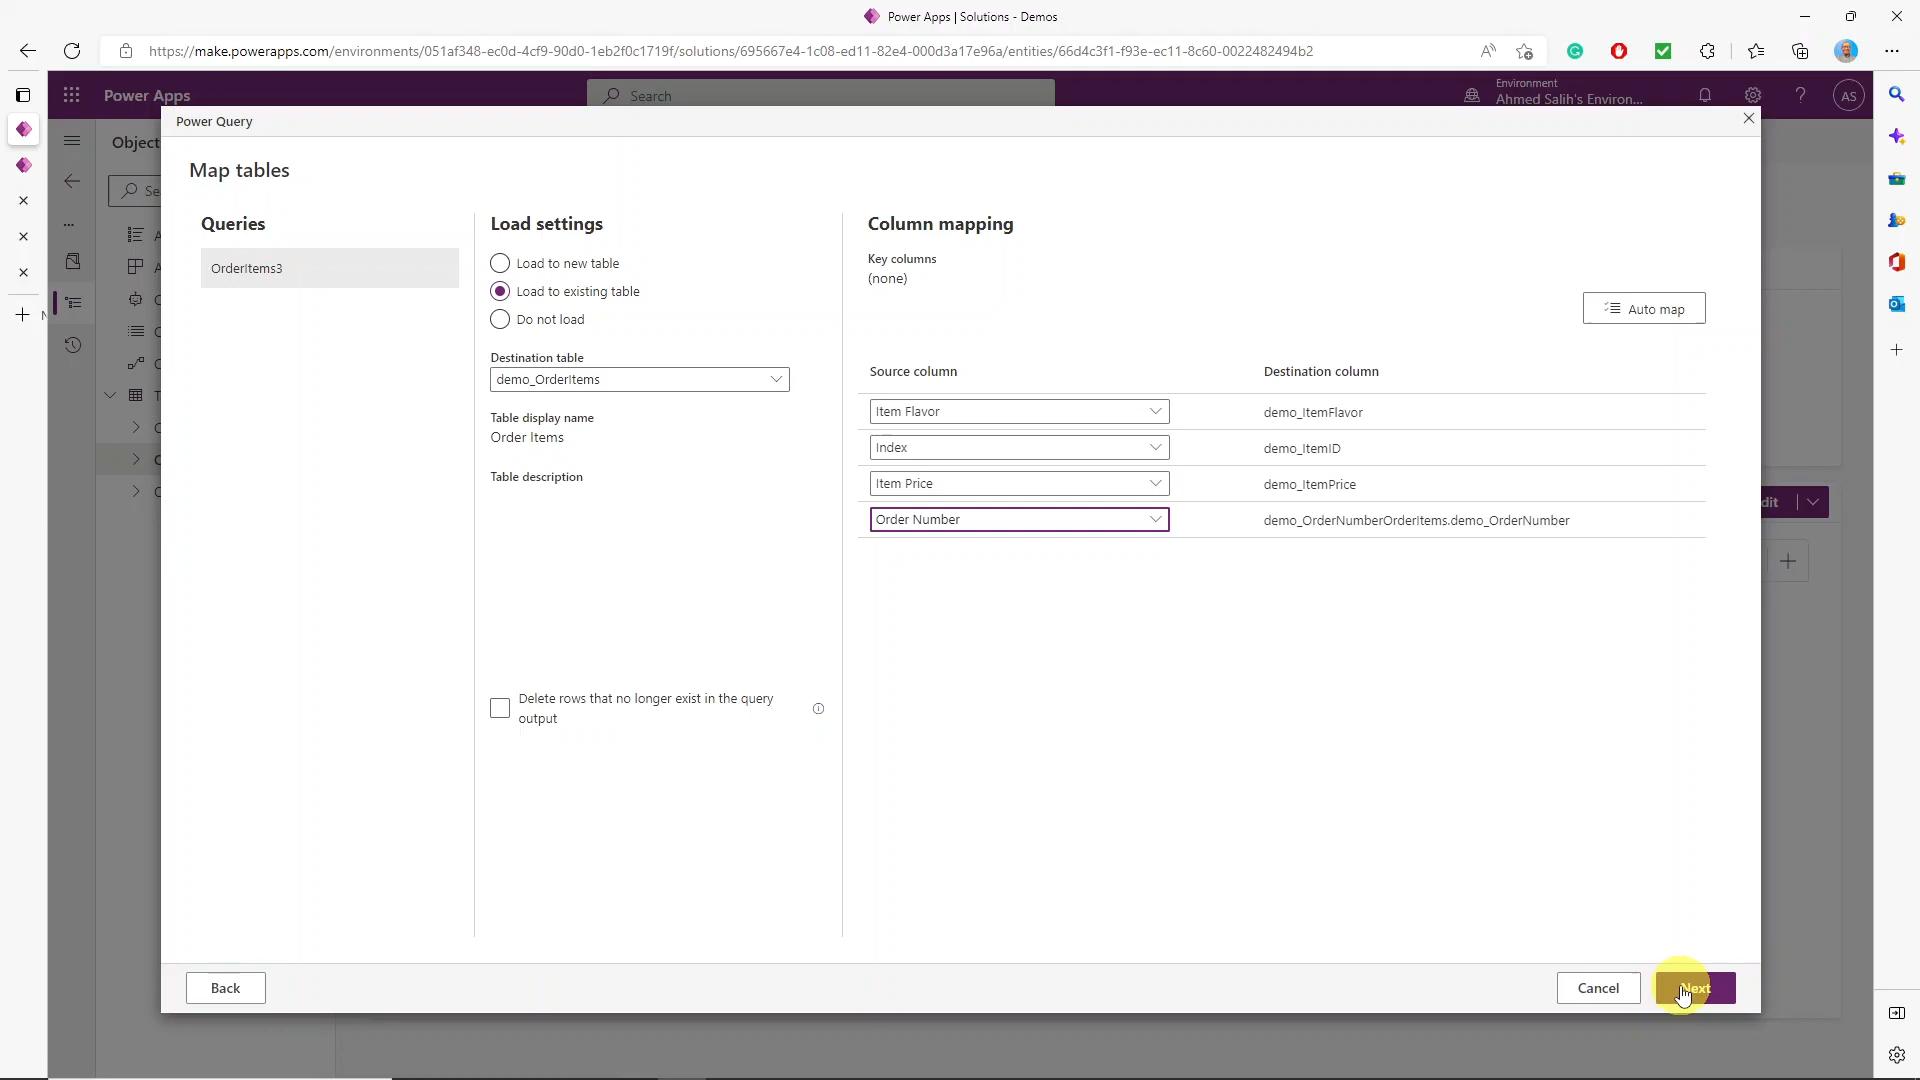 Power Apps | Solutions - Demos
https://make.powerapps.com/environments/051af348-ec0d-4cf9-90d0-1eb2f0c1719f/solutions/695667e4-1c08-ed11-82e4-000d3a17e96a/entities/66d4c3f1-f93e-ec11-8c60-0022482494b2
Power Apps
Search
Environment
Ahmed Salih's Environ...
AS
Object
Power Query
Map tables
Queries
OrderItems3
Load settings
Load to new table
Load to existing table
Do not load
Destination table
demo_OrderItems
Table display name
Order Items
Table description
Delete rows that no longer exist in the query
output
Column mapping
Key columns
(none)
Auto map
Source column
Destination column
Item Flavor
demo_ItemFlavor
Index
demo_ItemID
Item Price
demo_ItemPrice
Order Number
demo_OrderNumberOrderItems.demo_OrderNumber
Back
Cancel
Next